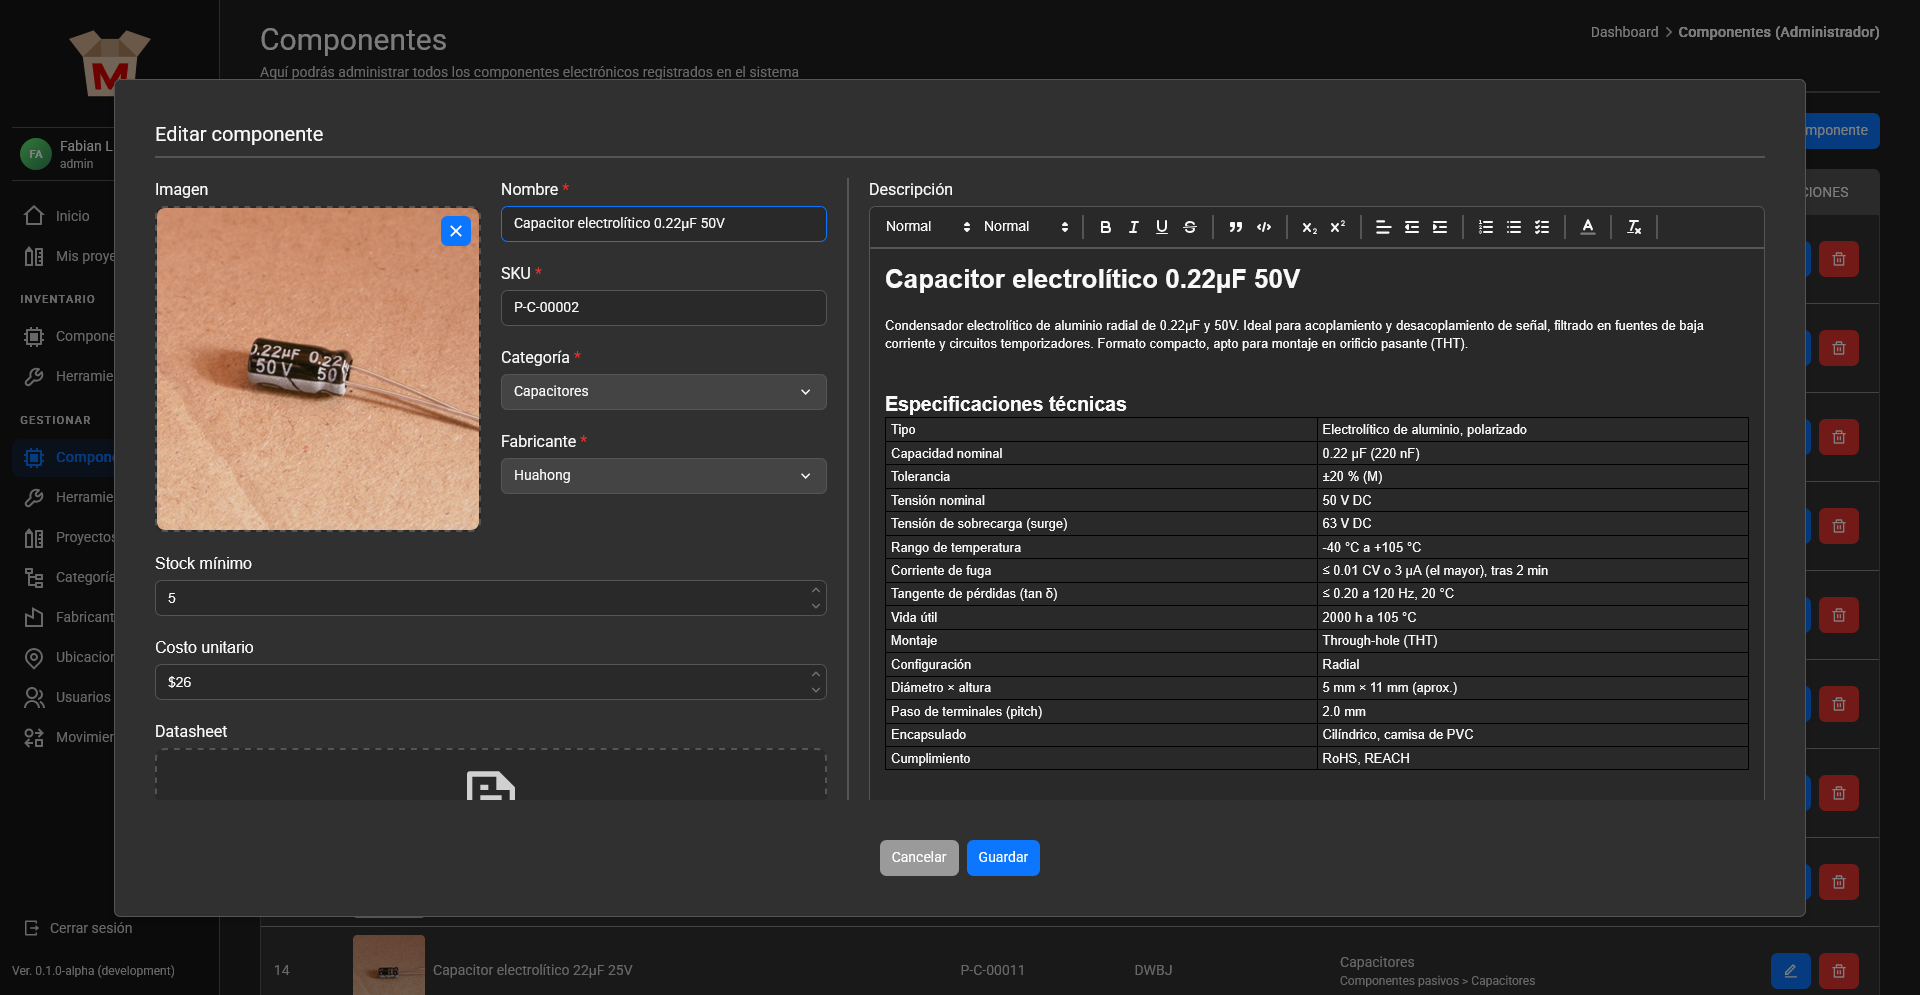 M
Componentes
Aquí podrás administrar todos los componentes electrónicos registrados en el sistema
Dashboard > Componentes (Administrador)
FA
Fabian L
admin
Inicio
Mis proye
INVENTARIO
Compone
Herramie
GESTIONAR
Compone
Herramie
Proyectos
Categoría
Fabricant
Ubicacion
Usuarios
Movimien
Cerrar sesión
Ver. 0.1.0-alpha (development)
mponente
CIONES
Editar componente
Imagen
0.22µF 0.22
50V 50
Nombre *
Capacitor electrolítico 0.22µF 50V
SKU *
P-C-00002
Categoría *
Capacitores
Fabricante *
Huahong
Stock mínimo
5
Costo unitario
$26
Datasheet
Descripción
Normal Normal
Capacitor electrolítico 0.22µF 50V
Condensador electrolítico de aluminio radial de 0.22µF y 50V. Ideal para acoplamiento y desacoplamiento de señal, filtrado en fuentes de baja
corriente y circuitos temporizadores. Formato compacto, apto para montaje en orificio pasante (THT).
Especificaciones técnicas
Tipo Electrolítico de aluminio, polarizado
Capacidad nominal 0.22 µF (220 nF)
Tolerancia ±20 % (M)
Tensión nominal 50 V DC
Tensión de sobrecarga (surge) 63 V DC
Rango de temperatura -40 °C a +105 °C
Corriente de fuga ≤ 0.01 CV o 3 µA (el mayor), tras 2 min
Tangente de pérdidas (tan δ) ≤ 0.20 a 120 Hz, 20 °C
Vida útil 2000 h a 105 °C
Montaje Through-hole (THT)
Configuración Radial
Diámetro × altura 5 mm × 11 mm (aprox.)
Paso de terminales (pitch) 2.0 mm
Encapsulado Cilíndrico, camisa de PVC
Cumplimiento RoHS, REACH
Cancelar Guardar
14 Capacitor electrolítico 22µF 25V P-C-00011 DWBJ Capacitores
Componentes pasivos > Capacitores